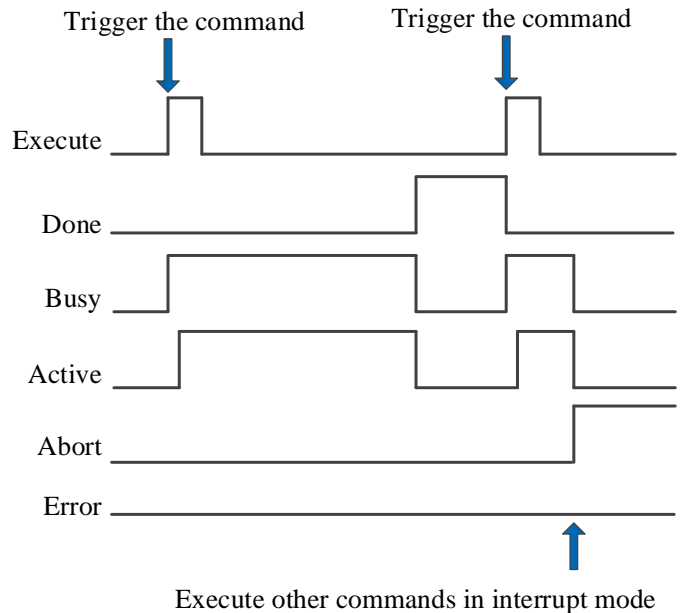 Trigger the command
Trigger the command
Execute
Done
Busy
Active
Abort
Error
Execute other commands in interrupt mode